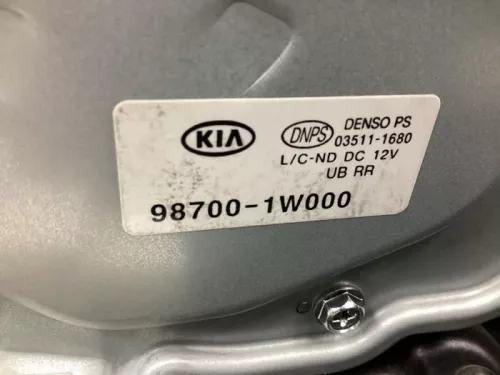 KIA DNPS DENSO PS
03511-1680
L/C-ND DC 12V
UB RR
98700-1W000